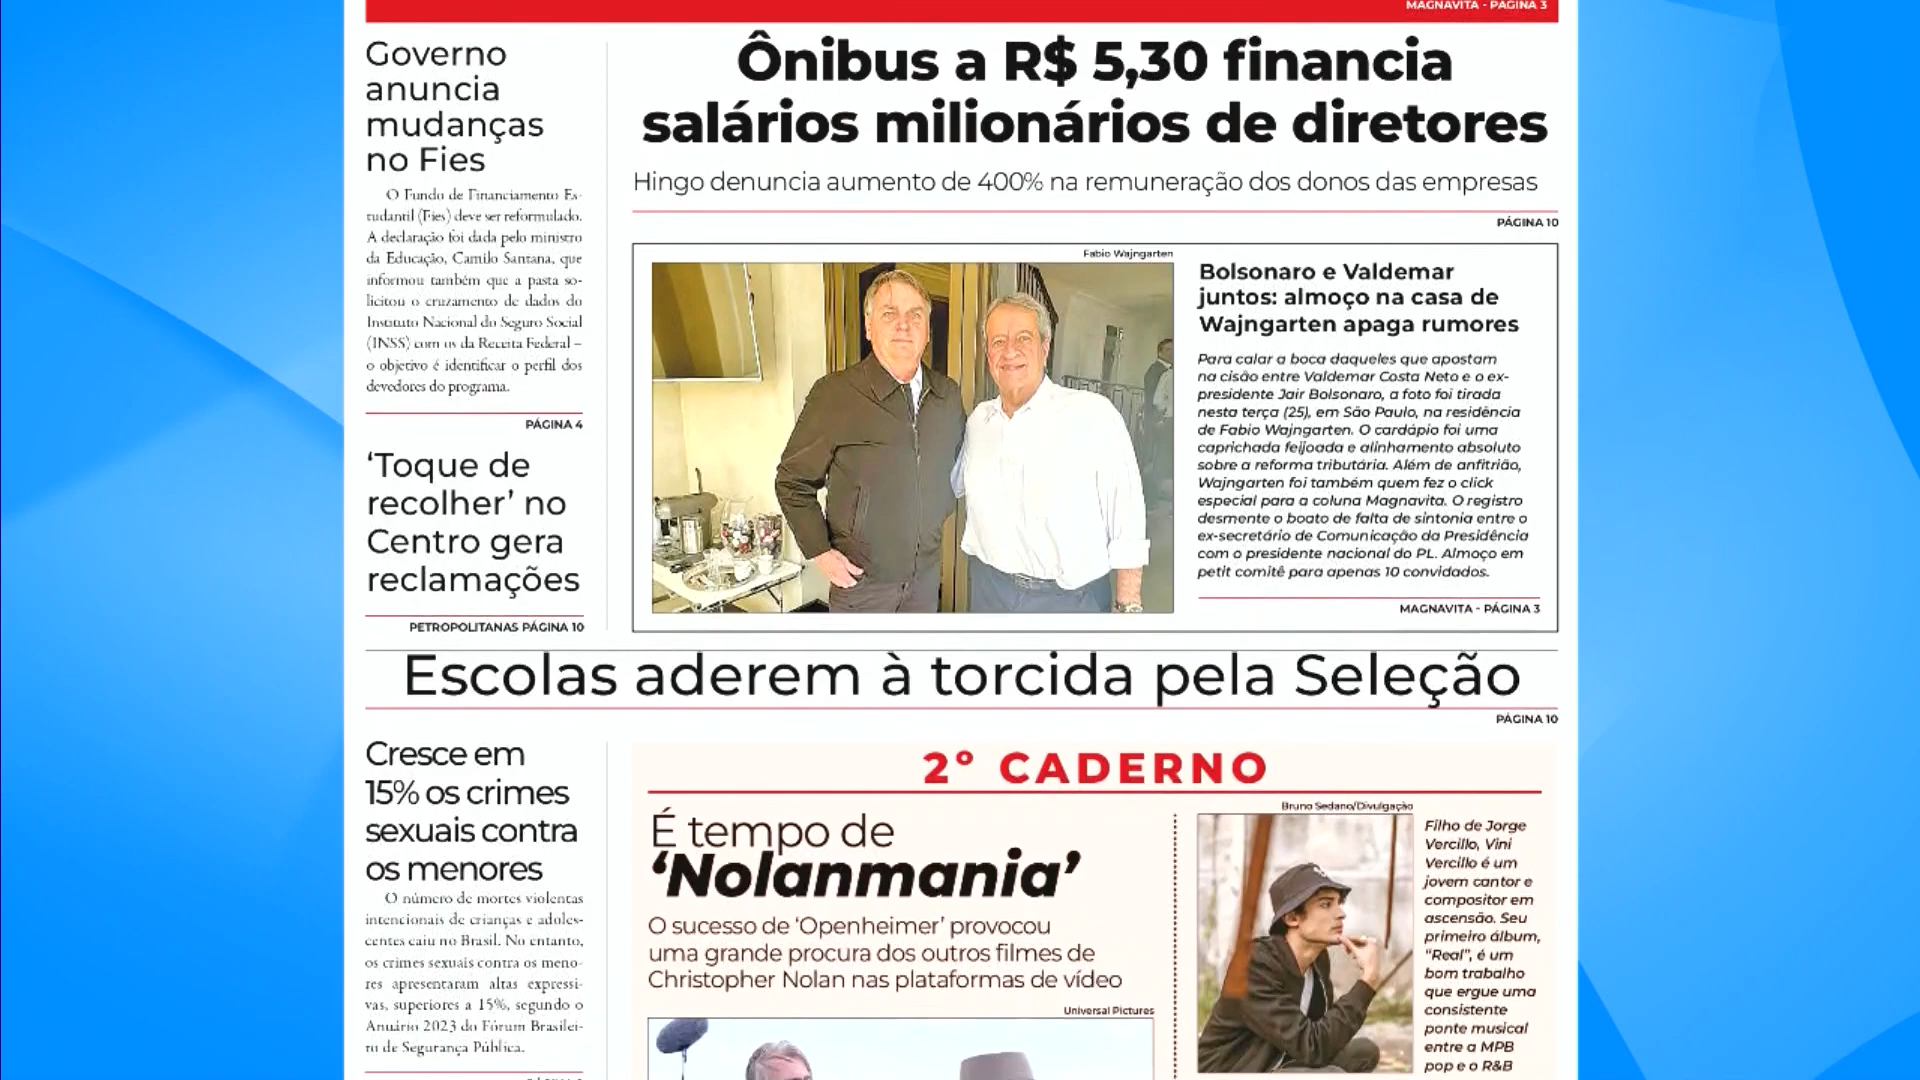 MAGNAVITA - PÁGINA 3
Governo
anuncia
mudanças
no Fies
O Fundo de Financiamento Es-
tudantil (Fies) deve ser reformulado.
A declaração foi dada pelo ministro
da Educação, Camilo Santana, que
informou também que a pasta so-
licitou o cruzamento de dados do
Instituto Nacional do Seguro Social
(INSS) com os da Receita Federal –
o objetivo é identificar o perfil dos
devedores do programa.
PÁGINA 4
‘Toque de
recolher’ no
Centro gera
reclamações
PETROPOLITANAS PÁGINA 10
Ônibus a R$ 5,30 financia
salários milionários de diretores
Hingo denuncia aumento de 400% na remuneração dos donos das empresas
PÁGINA 10
Fabio Wajngarten
Bolsonaro e Valdemar
juntos: almoço na casa de
Wajngarten apaga rumores
Para calar a boca daqueles que apostam
na cisão entre Valdemar Costa Neto e o ex-
presidente Jair Bolsonaro, a foto foi tirada
nesta terça (25), em São Paulo, na residência
de Fabio Wajngarten. O cardápio foi uma
caprichada feijoada e alinhamento absoluto
sobre a reforma tributária. Além de anfitrião,
Wajngarten foi também quem fez o click
especial para a coluna Magnavita. O registro
desmente o boato de falta de sintonia entre o
ex-secretário de Comunicação da Presidência
com o presidente nacional do PL. Almoço em
petit comitê para apenas 10 convidados.
MAGNAVITA - PÁGINA 3
Escolas aderem à torcida pela Seleção
PÁGINA 10
Cresce em
15% os crimes
sexuais contra
os menores
O número de mortes violentas
intencionais de crianças e adoles-
centes caiu no Brasil. No entanto,
os crimes sexuais contra os meno-
res apresentaram altas expressi-
vas, superiores a 15%, segundo o
Anuário 2023 do Fórum Brasilei-
ro de Segurança Pública.
2º CADERNO
É tempo de
‘Nolanmania’
O sucesso de ‘Openheimer’ provocou
uma grande procura dos outros filmes de
Christopher Nolan nas plataformas de vídeo
Universal Pictures
Bruno Sedano/Divulgação
Filho de Jorge
Vercillo, Vini
Vercillo é um
jovem cantor e
compositor em
ascensão. Seu
primeiro álbum,
“Real”, é um
bom trabalho
que ergue uma
consistente
ponte musical
entre a MPB
pop e o R&B